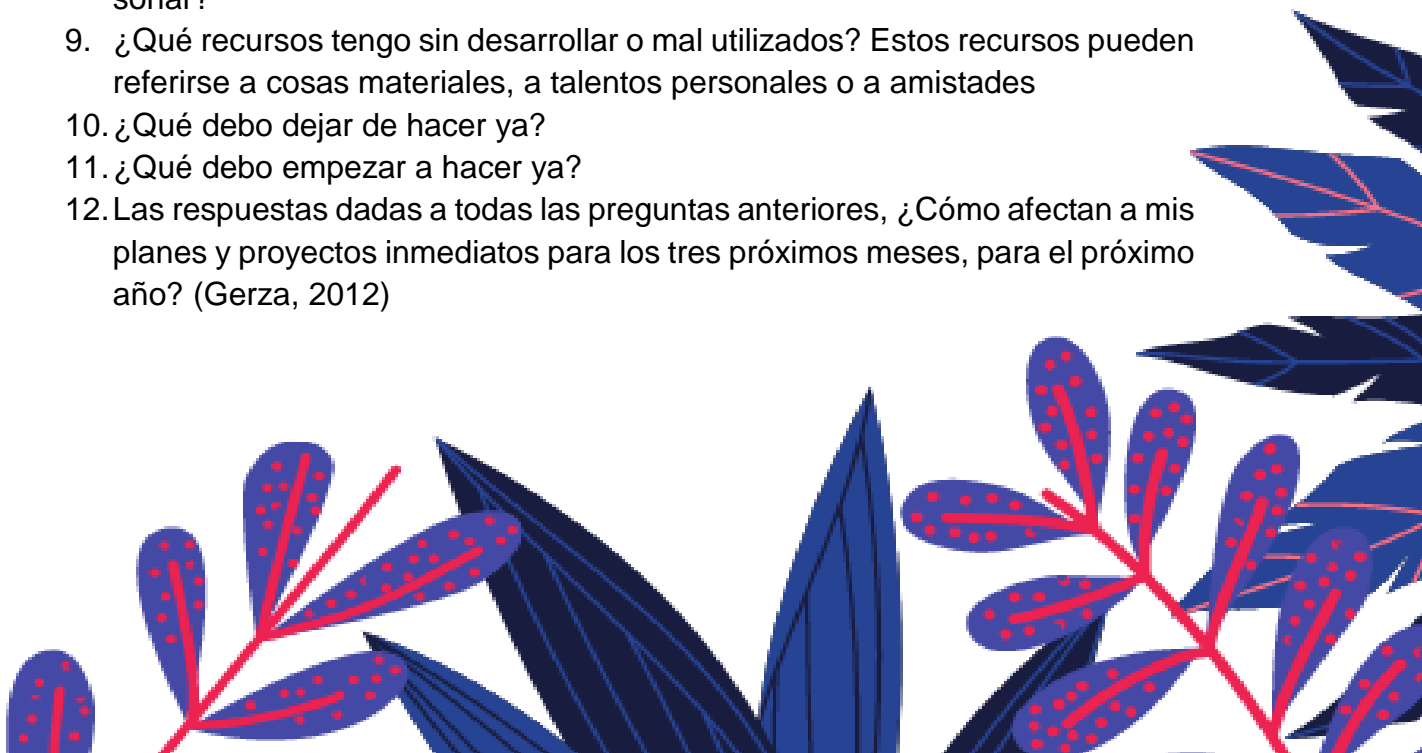 soñar?
9. ¿Qué recursos tengo sin desarrollar o mal utilizados? Estos recursos pueden
referirse a cosas materiales, a talentos personales o a amistades
10. ¿Qué debo dejar de hacer ya?
11. ¿Qué debo empezar a hacer ya?
12. Las respuestas dadas a todas las preguntas anteriores, ¿Cómo afectan a mis
planes y proyectos inmediatos para los tres próximos meses, para el próximo
año? (Gerza, 2012)